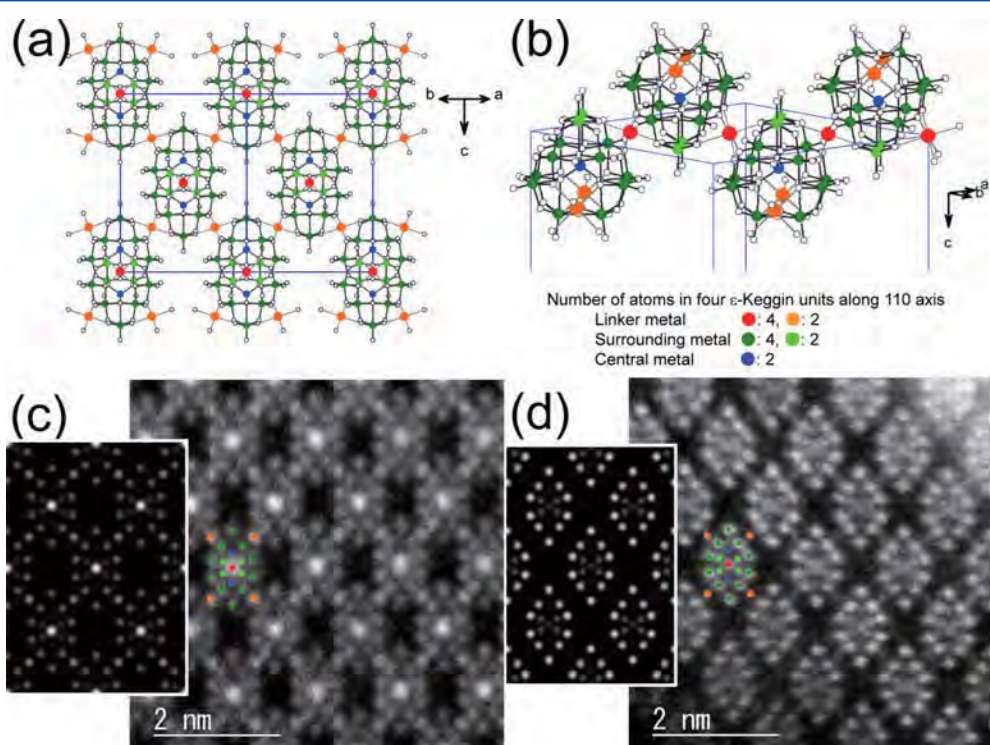 (a)
b a
c
(b)
a
b
c
Number of atoms in four ε-Keggin units along 110 axis
Linker metal : 4, : 2
Surrounding metal : 4, : 2
Central metal : 2
(c)
2 nm
(d)
2 nm